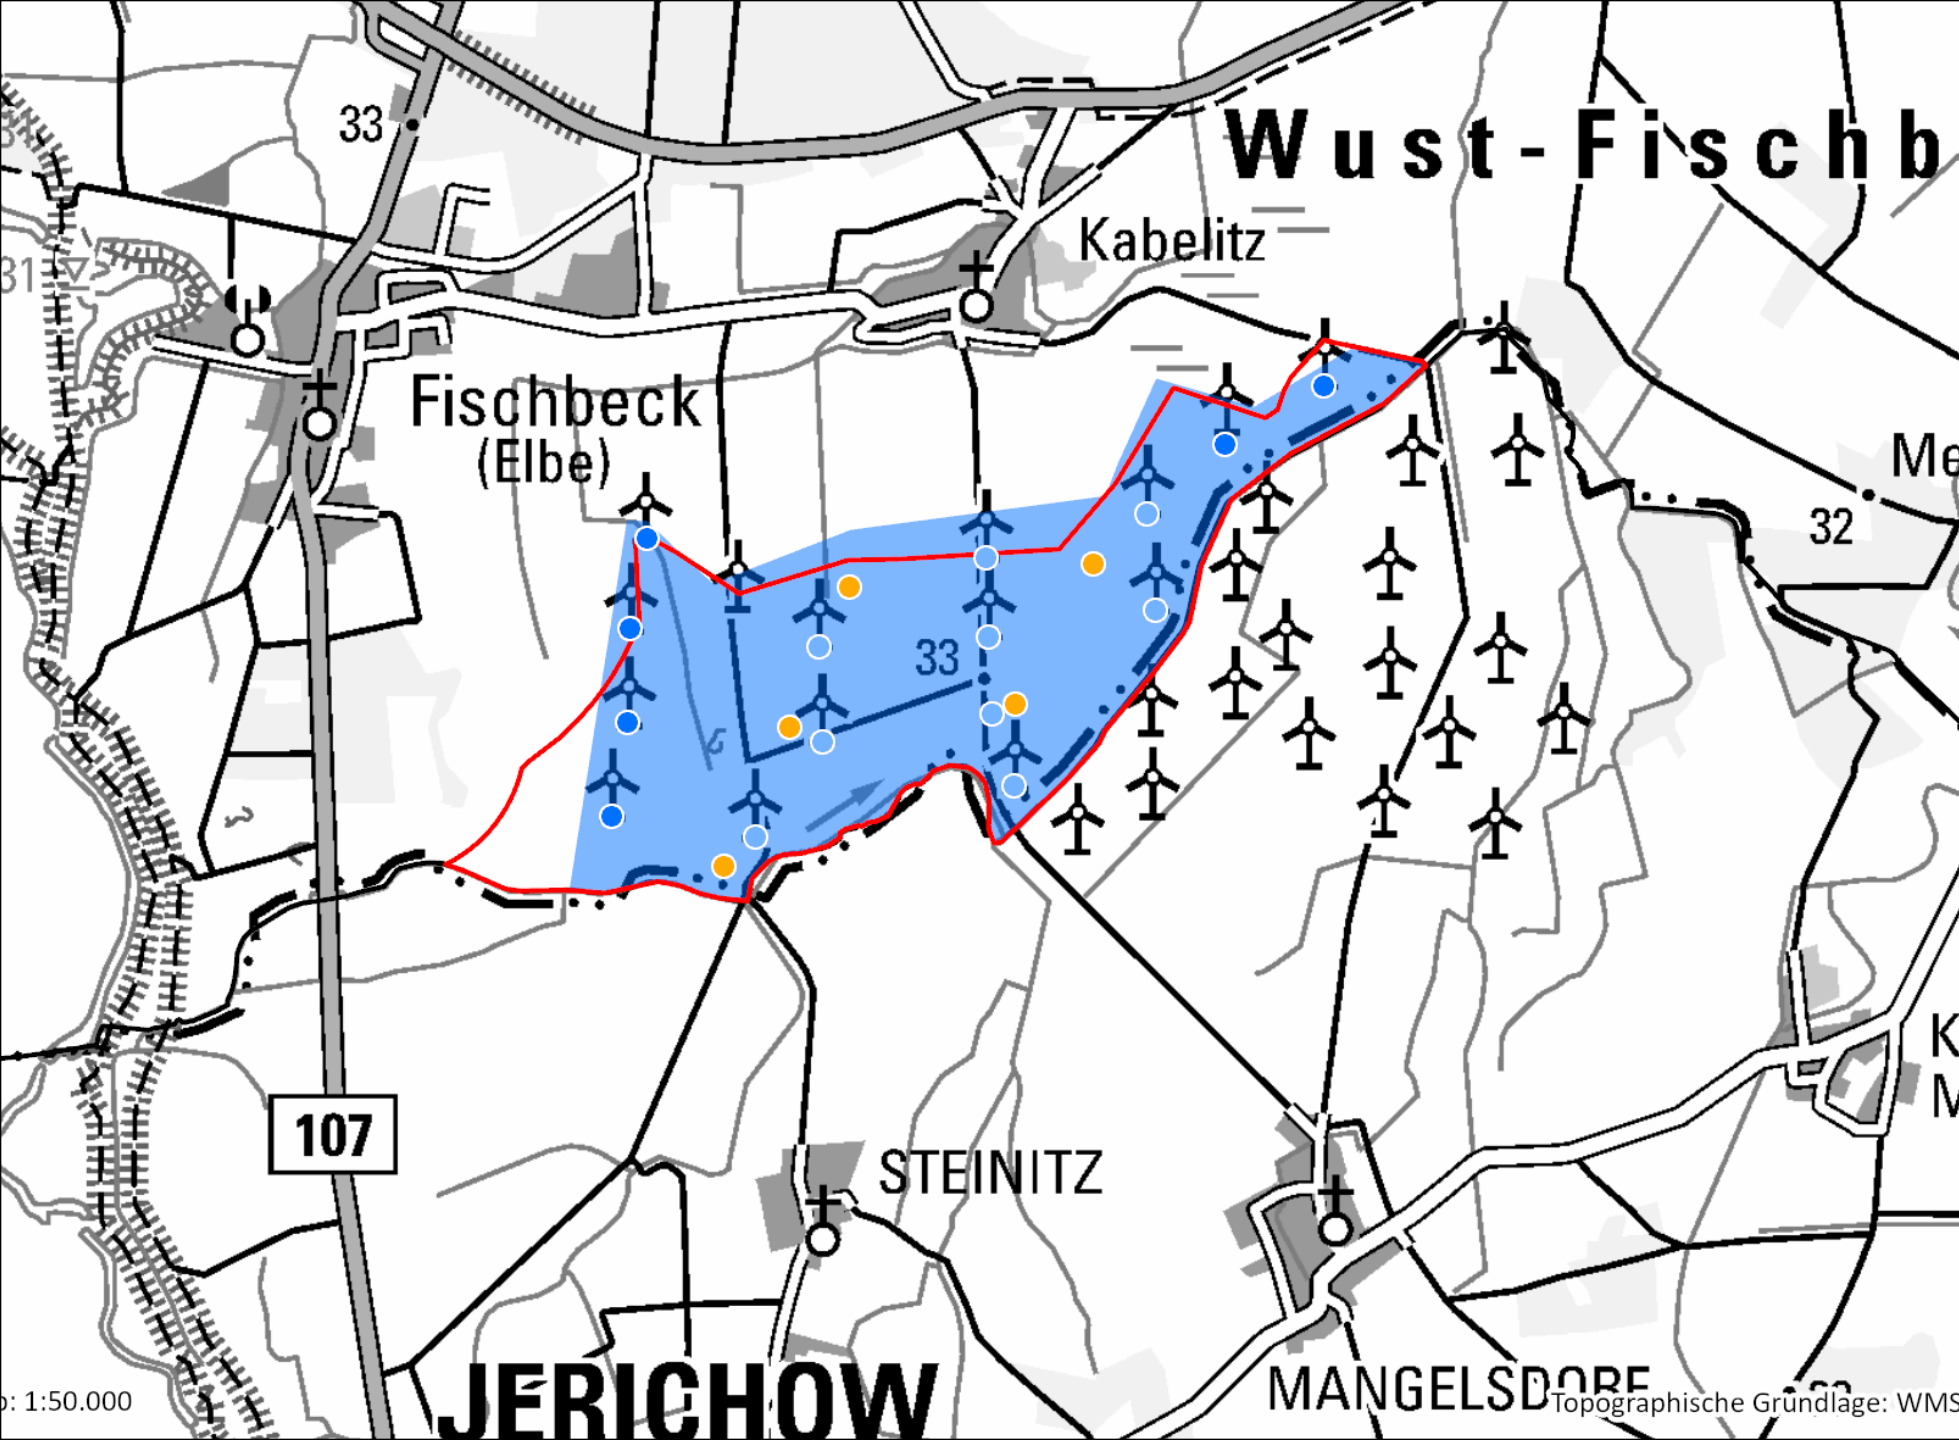 33
Wust-Fischb
Kabelitz
31
Fischbeck
(Elbe)
Me
32
33
107
STEINITZ
K
M
JERICHOW
MANGELSDORF
: 1:50.000
Topographische Grundlage: WMS